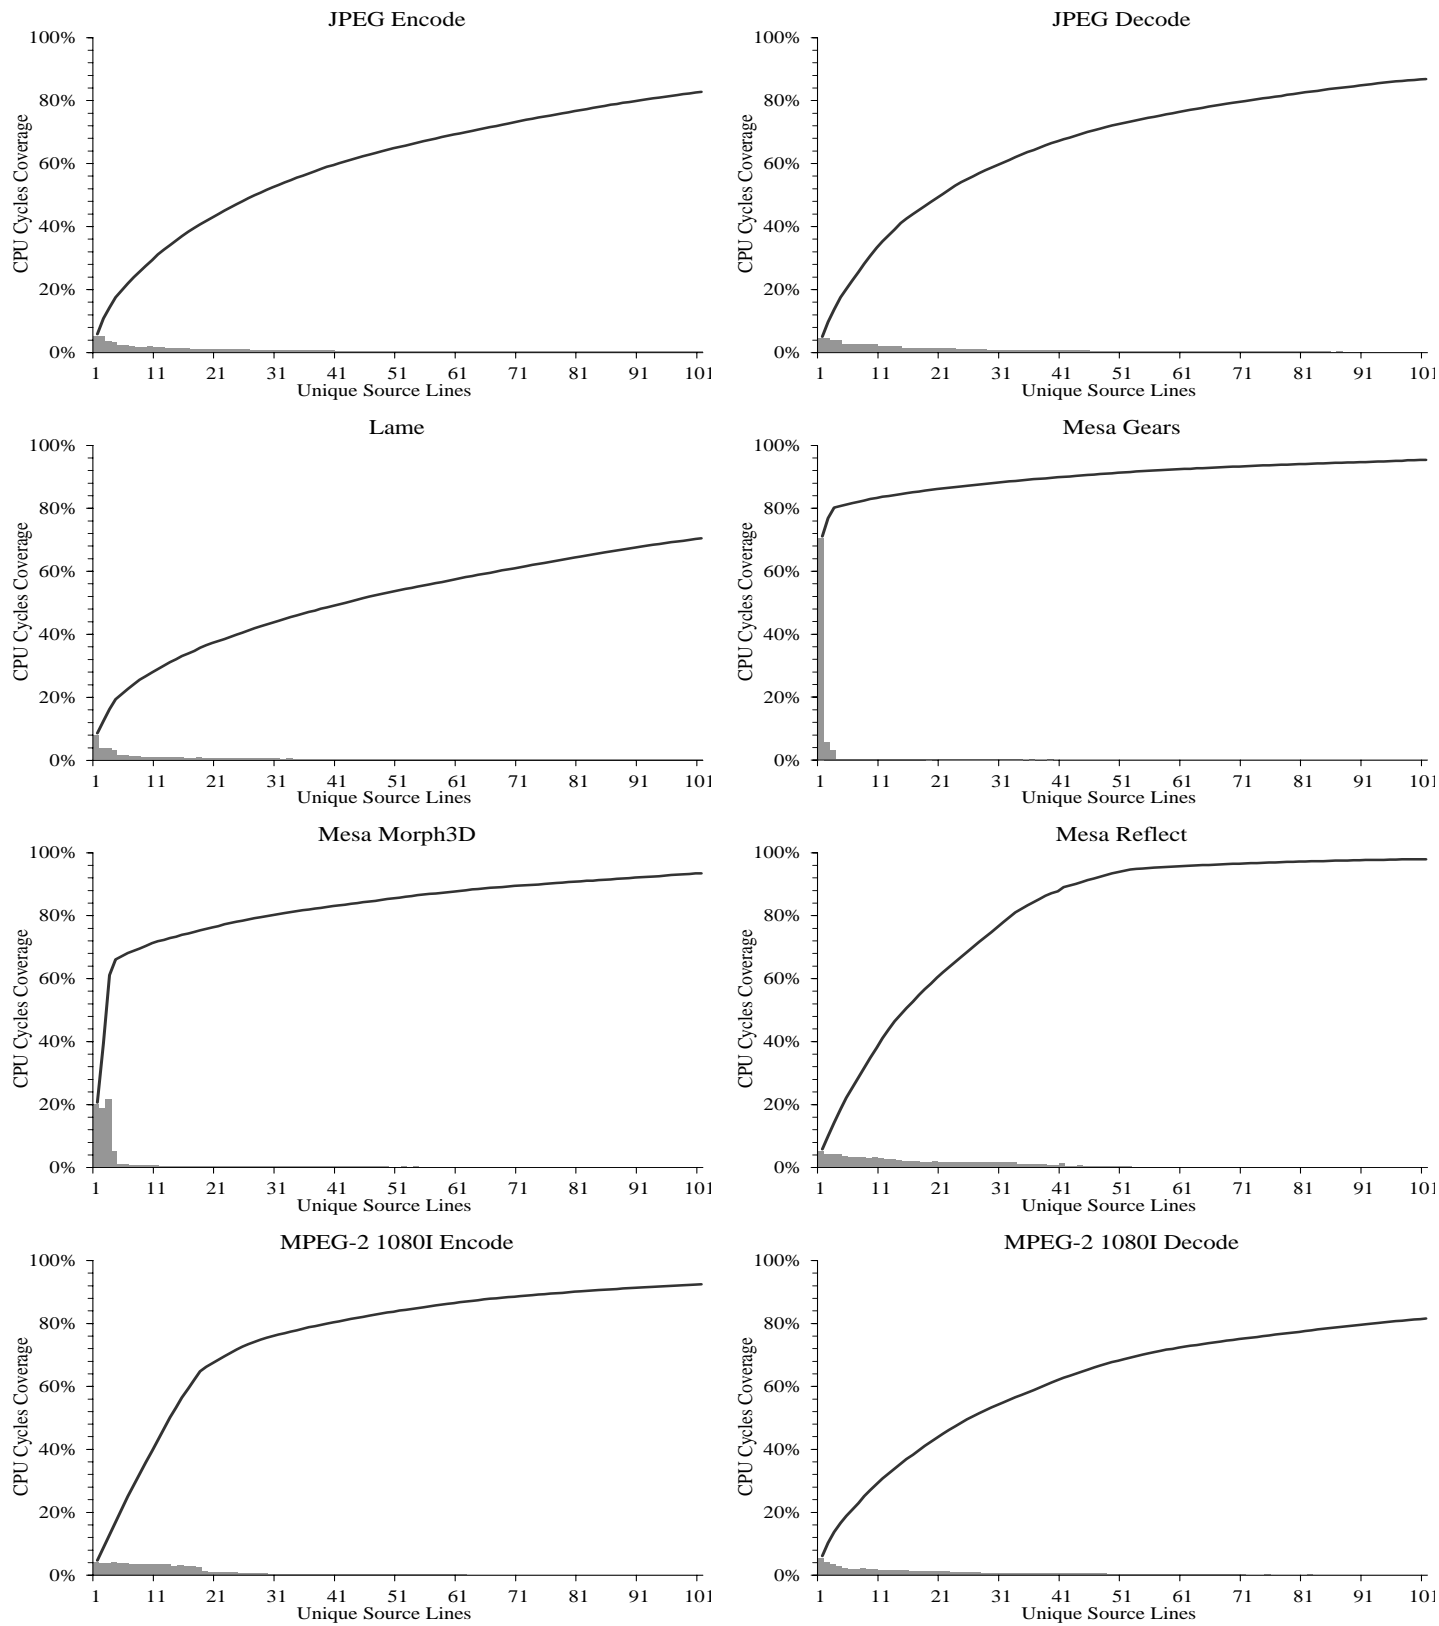 JPEG Encode
CPU Cycles Coverage
100%
80%
60%
40%
20%
0%
1 11 21 31 41 51 61 71 81 91 101
Unique Source Lines
JPEG Decode
CPU Cycles Coverage
100%
80%
60%
40%
20%
0%
1 11 21 31 41 51 61 71 81 91 101
Unique Source Lines
Lame
CPU Cycles Coverage
100%
80%
60%
40%
20%
0%
1 11 21 31 41 51 61 71 81 91 101
Unique Source Lines
Mesa Gears
CPU Cycles Coverage
100%
80%
60%
40%
20%
0%
1 11 21 31 41 51 61 71 81 91 101
Unique Source Lines
Mesa Morph3D
CPU Cycles Coverage
100%
80%
60%
40%
20%
0%
1 11 21 31 41 51 61 71 81 91 101
Unique Source Lines
Mesa Reflect
CPU Cycles Coverage
100%
80%
60%
40%
20%
0%
1 11 21 31 41 51 61 71 81 91 101
Unique Source Lines
MPEG-2 1080I Encode
CPU Cycles Coverage
100%
80%
60%
40%
20%
0%
1 11 21 31 41 51 61 71 81 91 101
Unique Source Lines
MPEG-2 1080I Decode
CPU Cycles Coverage
100%
80%
60%
40%
20%
0%
1 11 21 31 41 51 61 71 81 91 101
Unique Source Lines